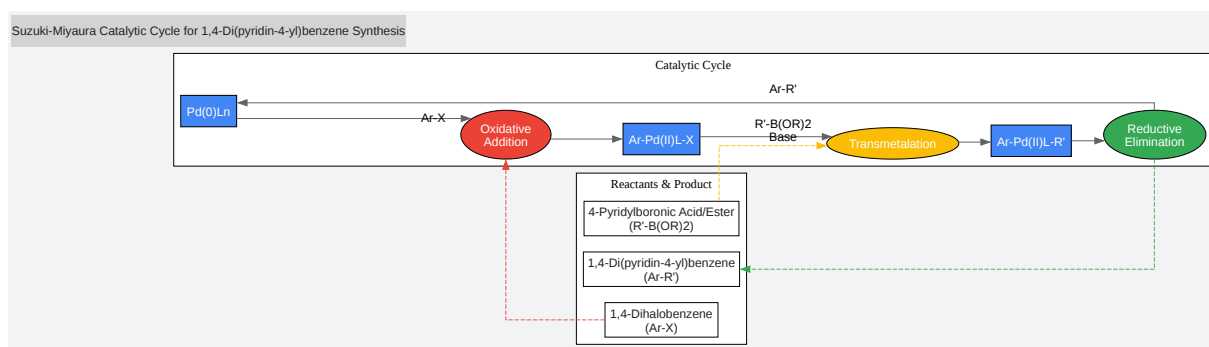 Suzuki-Miyaura Catalytic Cycle for 1,4-Di(pyridin-4-yl)benzene Synthesis
Catalytic Cycle
Ar-R'
Pd(0)Ln
Ar-X
Oxidative
Addition
Ar-Pd(II)L-X
R'-B(OR)2
Base
Transmetalation
Ar-Pd(II)L-R'
Reductive
Elimination
Reactants & Product
4-Pyridylboronic Acid/Ester
(R'-B(OR)2)
1,4-Di(pyridin-4-yl)benzene
(Ar-R')
1,4-Dihalobenzene
(Ar-X)